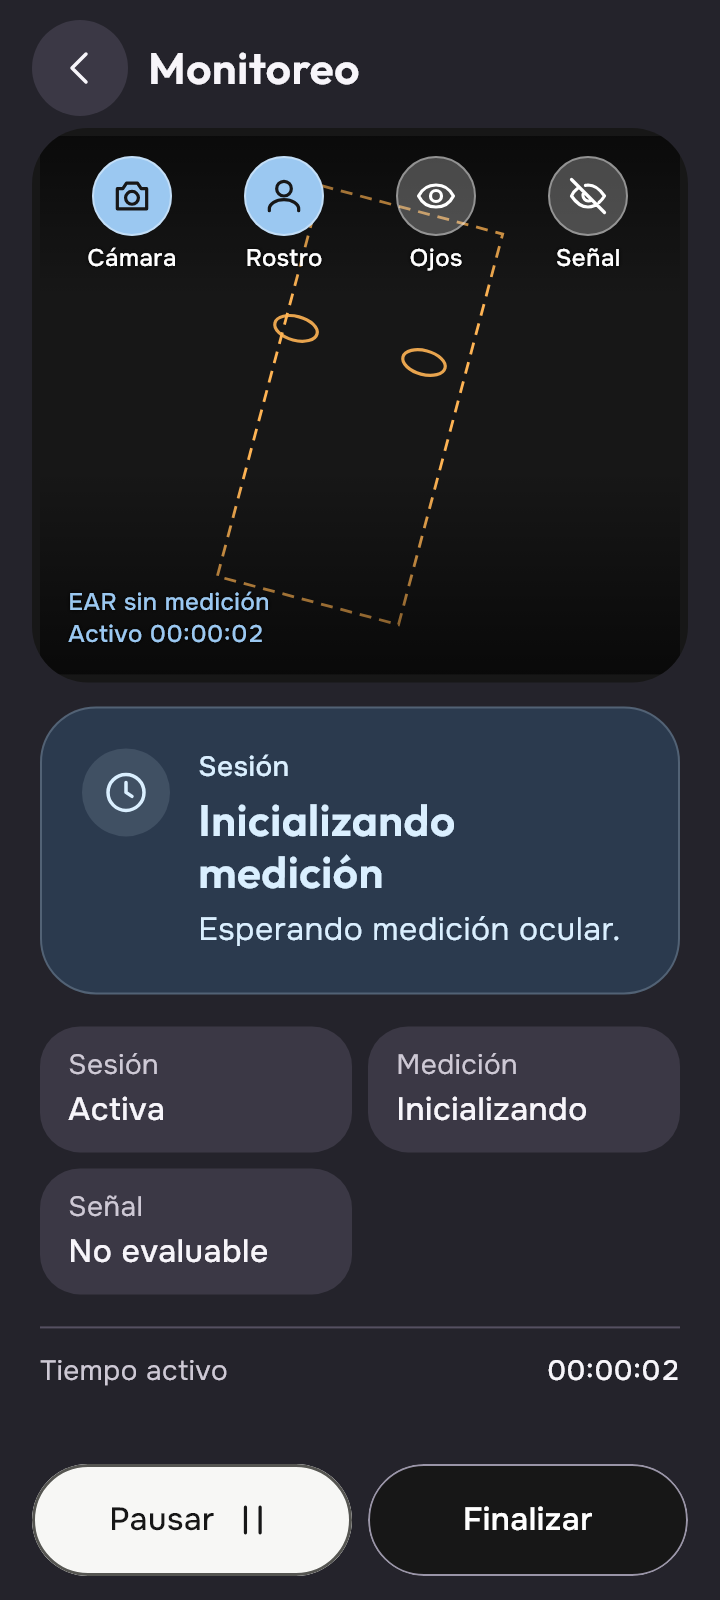 Monitoreo
Cámara
Rostro
Ojos
Señal
EAR sin medición
Activo 00:00:02
Sesión
Inicializando
medición
Esperando medición ocular.
Sesión
Activa
Medición
Inicializando
Señal
No evaluable
Tiempo activo
00:00:02
Pausar
Finalizar